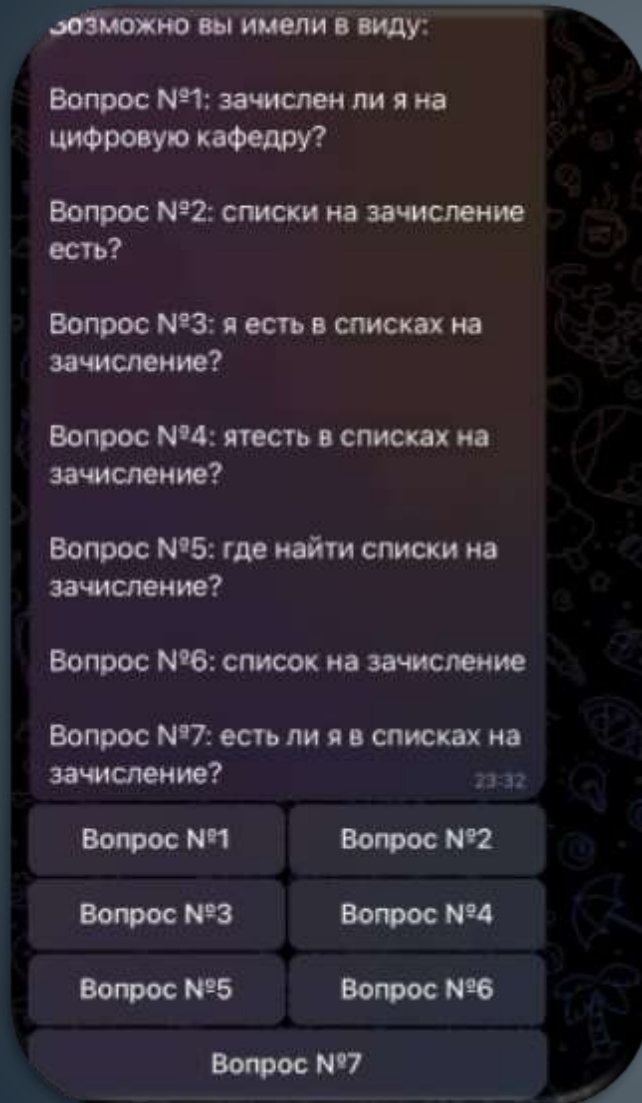 Возможно вы имели в виду:
Вопрос №1: зачислен ли я на
цифровую кафедру?
Вопрос №2: списки на зачисление
есть?
Вопрос №3: я есть в списках на
зачисление?
Вопрос №4: ятесть в списках на
зачисление?
Вопрос №5: где найти списки на
зачисление?
Вопрос №6: список на зачисление
Вопрос №7: есть ли я в списках на
зачисление?
23:32
Вопрос №1
Вопрос №2
Вопрос №3
Вопрос №4
Вопрос №5
Вопрос №6
Вопрос №7